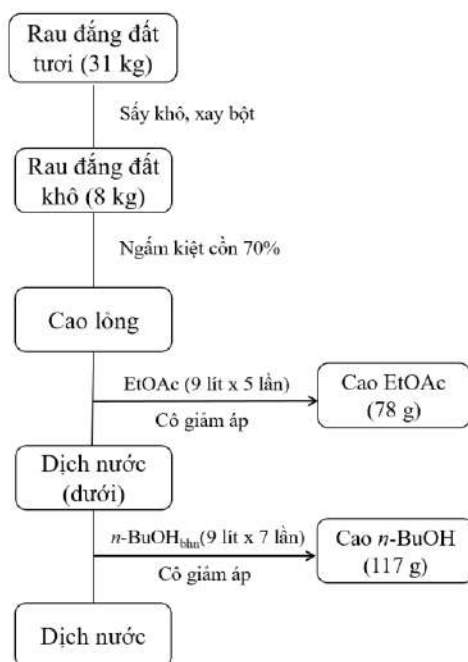 Rau đắng đất
tươi (31 kg)
Sấy khô, xay bột
Rau đắng đất
khô (8 kg)
Ngấm kiệt cồn 70%
Cao lỏng
EtOAc (9 lít x 5 lần)
Cô giảm áp
Cao EtOAc
(78 g)
Dịch nước
(dưới)
n-BuOHbhn(9 lít x 7 lần)
Cô giảm áp
Cao n-BuOH
(117 g)
Dịch nước